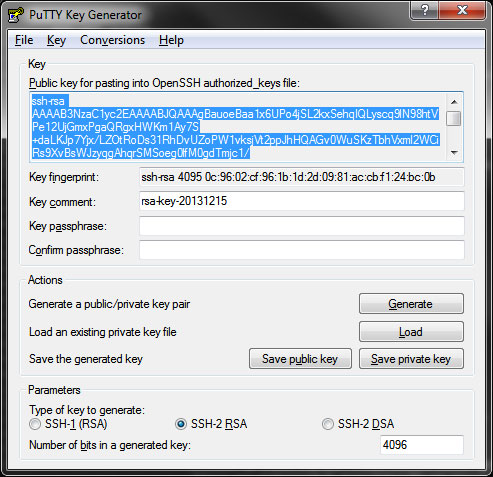 PuTTY Key Generator
File Key Conversions Help
Key
Public key for pasting into OpenSSH authorized_keys file:
ssh-rsa
AAAAB3NzaC1yc2EAAAABJQAAAgBauoeBaa1x6UPo4jSL2kxSehqIQLyscq9IN98htV
Pe12UjGmxPgaQRgxHWKm1Ay7S
+daLKJp7Yjx/LZOtRoDs31RhDvUZoPW1vksjVt2ppJhHQAGv0WuSKzTbhVxmI2WCi
Rs9XvBsWJzyqgAhqrSMSoeg0lfM0gdTmjc1/
Key fingerprint: ssh-rsa 4095 0c:96:02:cf:96:1b:1d:2d:09:81:ac:cb:f1:24:bc:0b
Key comment: rsa-key-20131215
Key passphrase:
Confirm passphrase:
Actions
Generate a public/private key pair Generate
Load an existing private key file Load
Save the generated key Save public key Save private key
Parameters
Type of key to generate:
SSH-1 (RSA) SSH-2 RSA SSH-2 DSA
Number of bits in a generated key: 4096